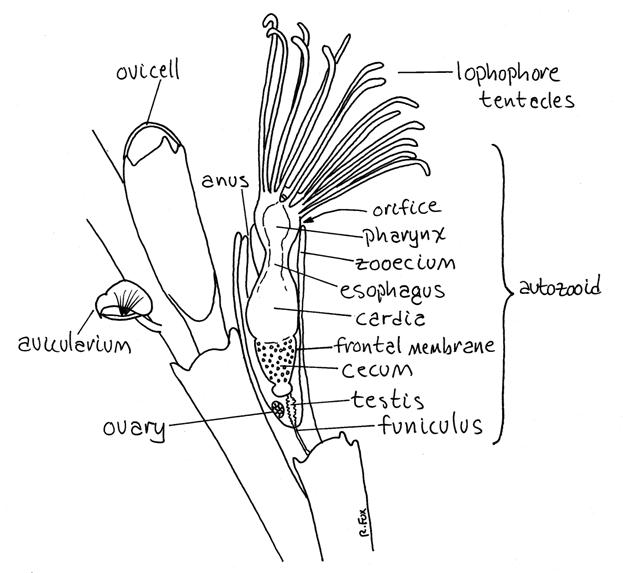 ovicell
lophophore
tentacles
anus
orifice
pharynx
zooecium
esophagus
autozooid
cardia
avicularium
frontal membrane
cecum
testis
ovary
funiculus
R. Fox